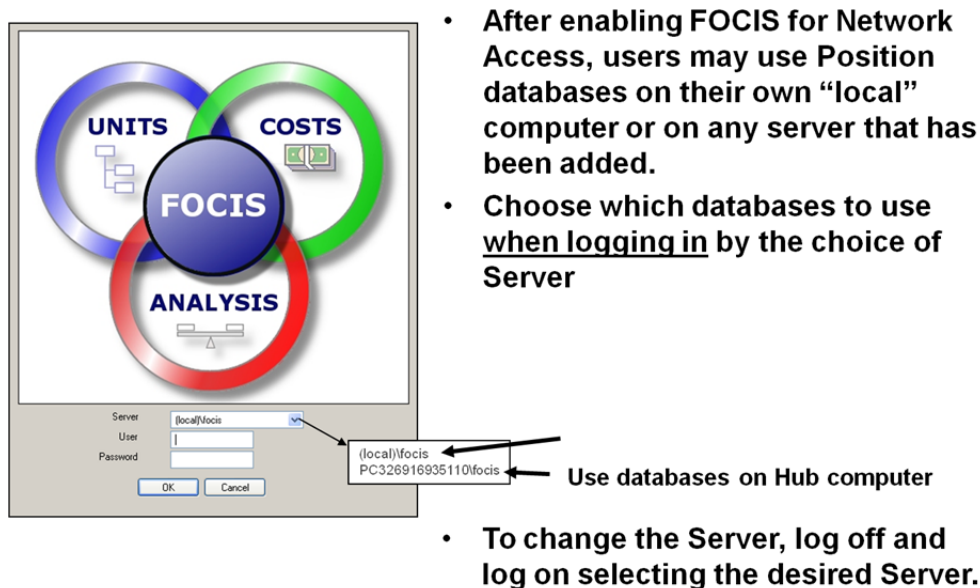 UNITS
COSTS
FOCIS
ANALYSIS
Server
(local)\focis
User
Password
OK
Cancel
(local)\focis
PC326916935110\focis
Use databases on Hub computer
• After enabling FOCIS for Network
Access, users may use Position
databases on their own “local”
computer or on any server that has
been added.
• Choose which databases to use
when logging in by the choice of
Server
• To change the Server, log off and
log on selecting the desired Server.